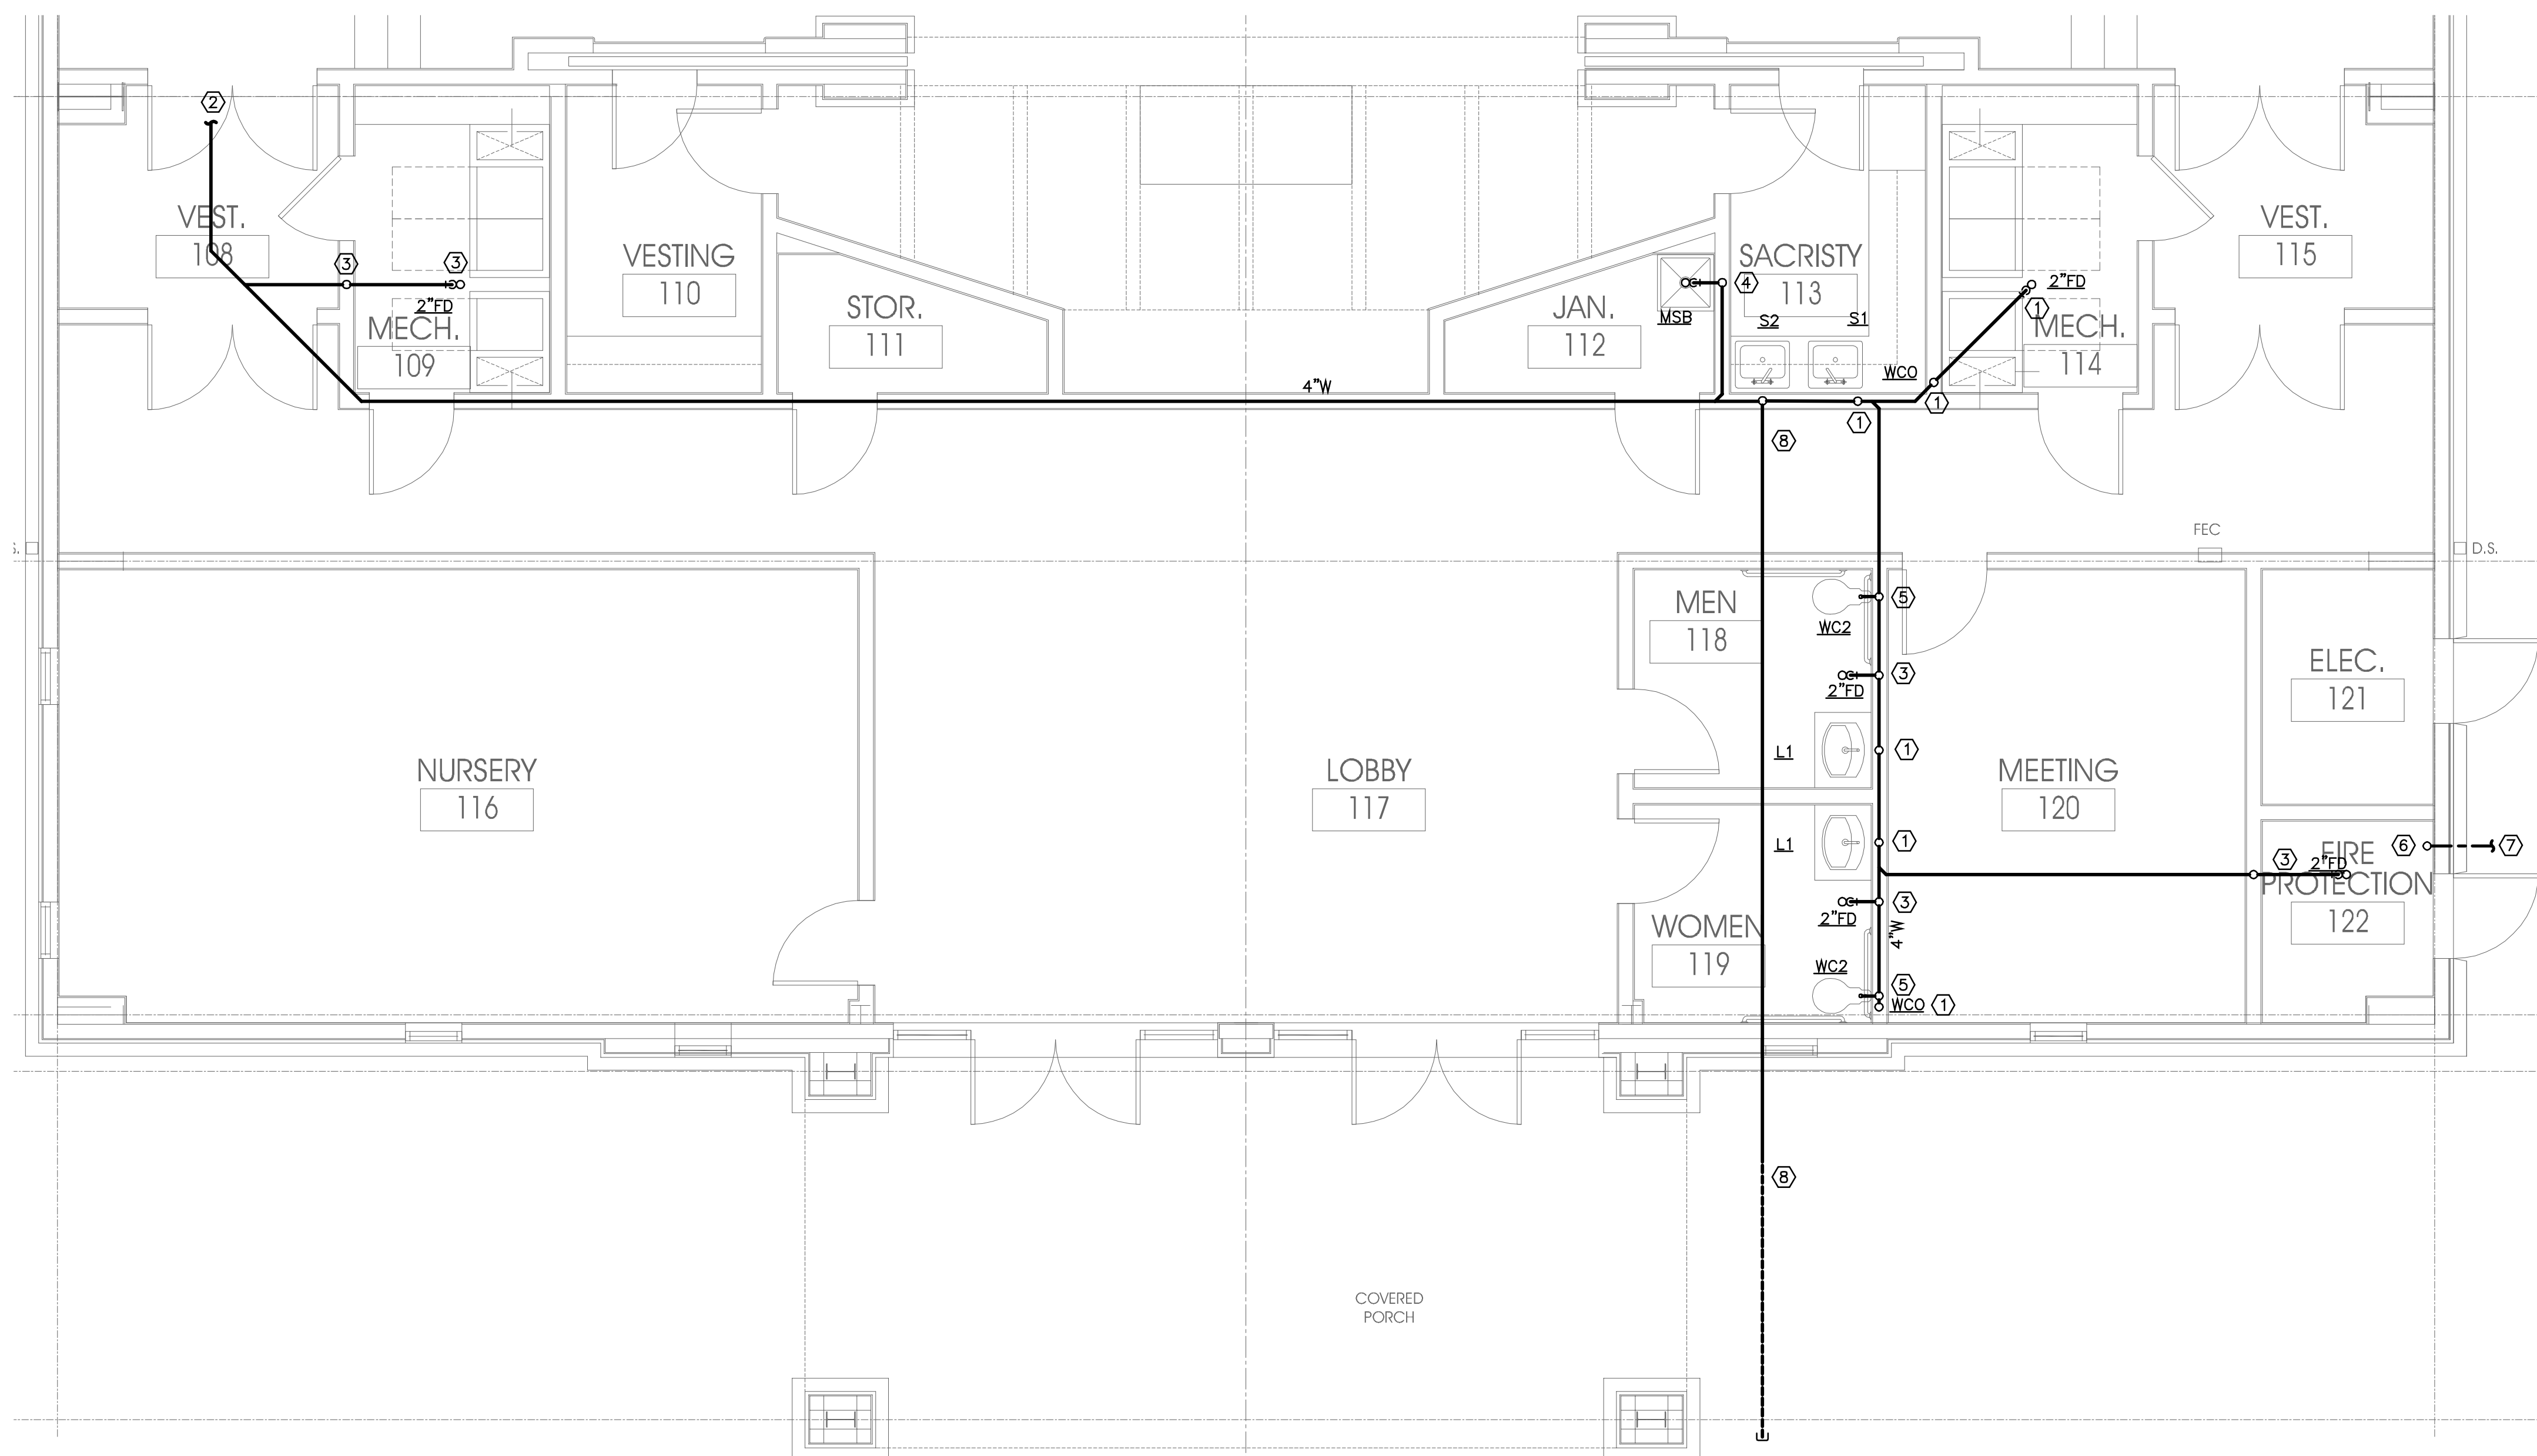 2
VEST.
108
3
3
2"FD
MECH.
109
VESTING
110
STOR.
111
JAN.
112
MSB
4
SACRISTY
113
S2
S1
WCO
2"FD
1
MECH.
114
VEST.
115
4"W
1
1
8
FEC
D.S.
S.
MEN
118
WC2
5
2"FD
3
L1
1
NURSERY
116
LOBBY
117
MEETING
120
ELEC.
121
L1
1
2"FD
3
WOMEN
119
4"W
WC2
5
WCO
1
3
2"FD
FIRE
PROTECTION
122
6
7
8
COVERED
PORCH